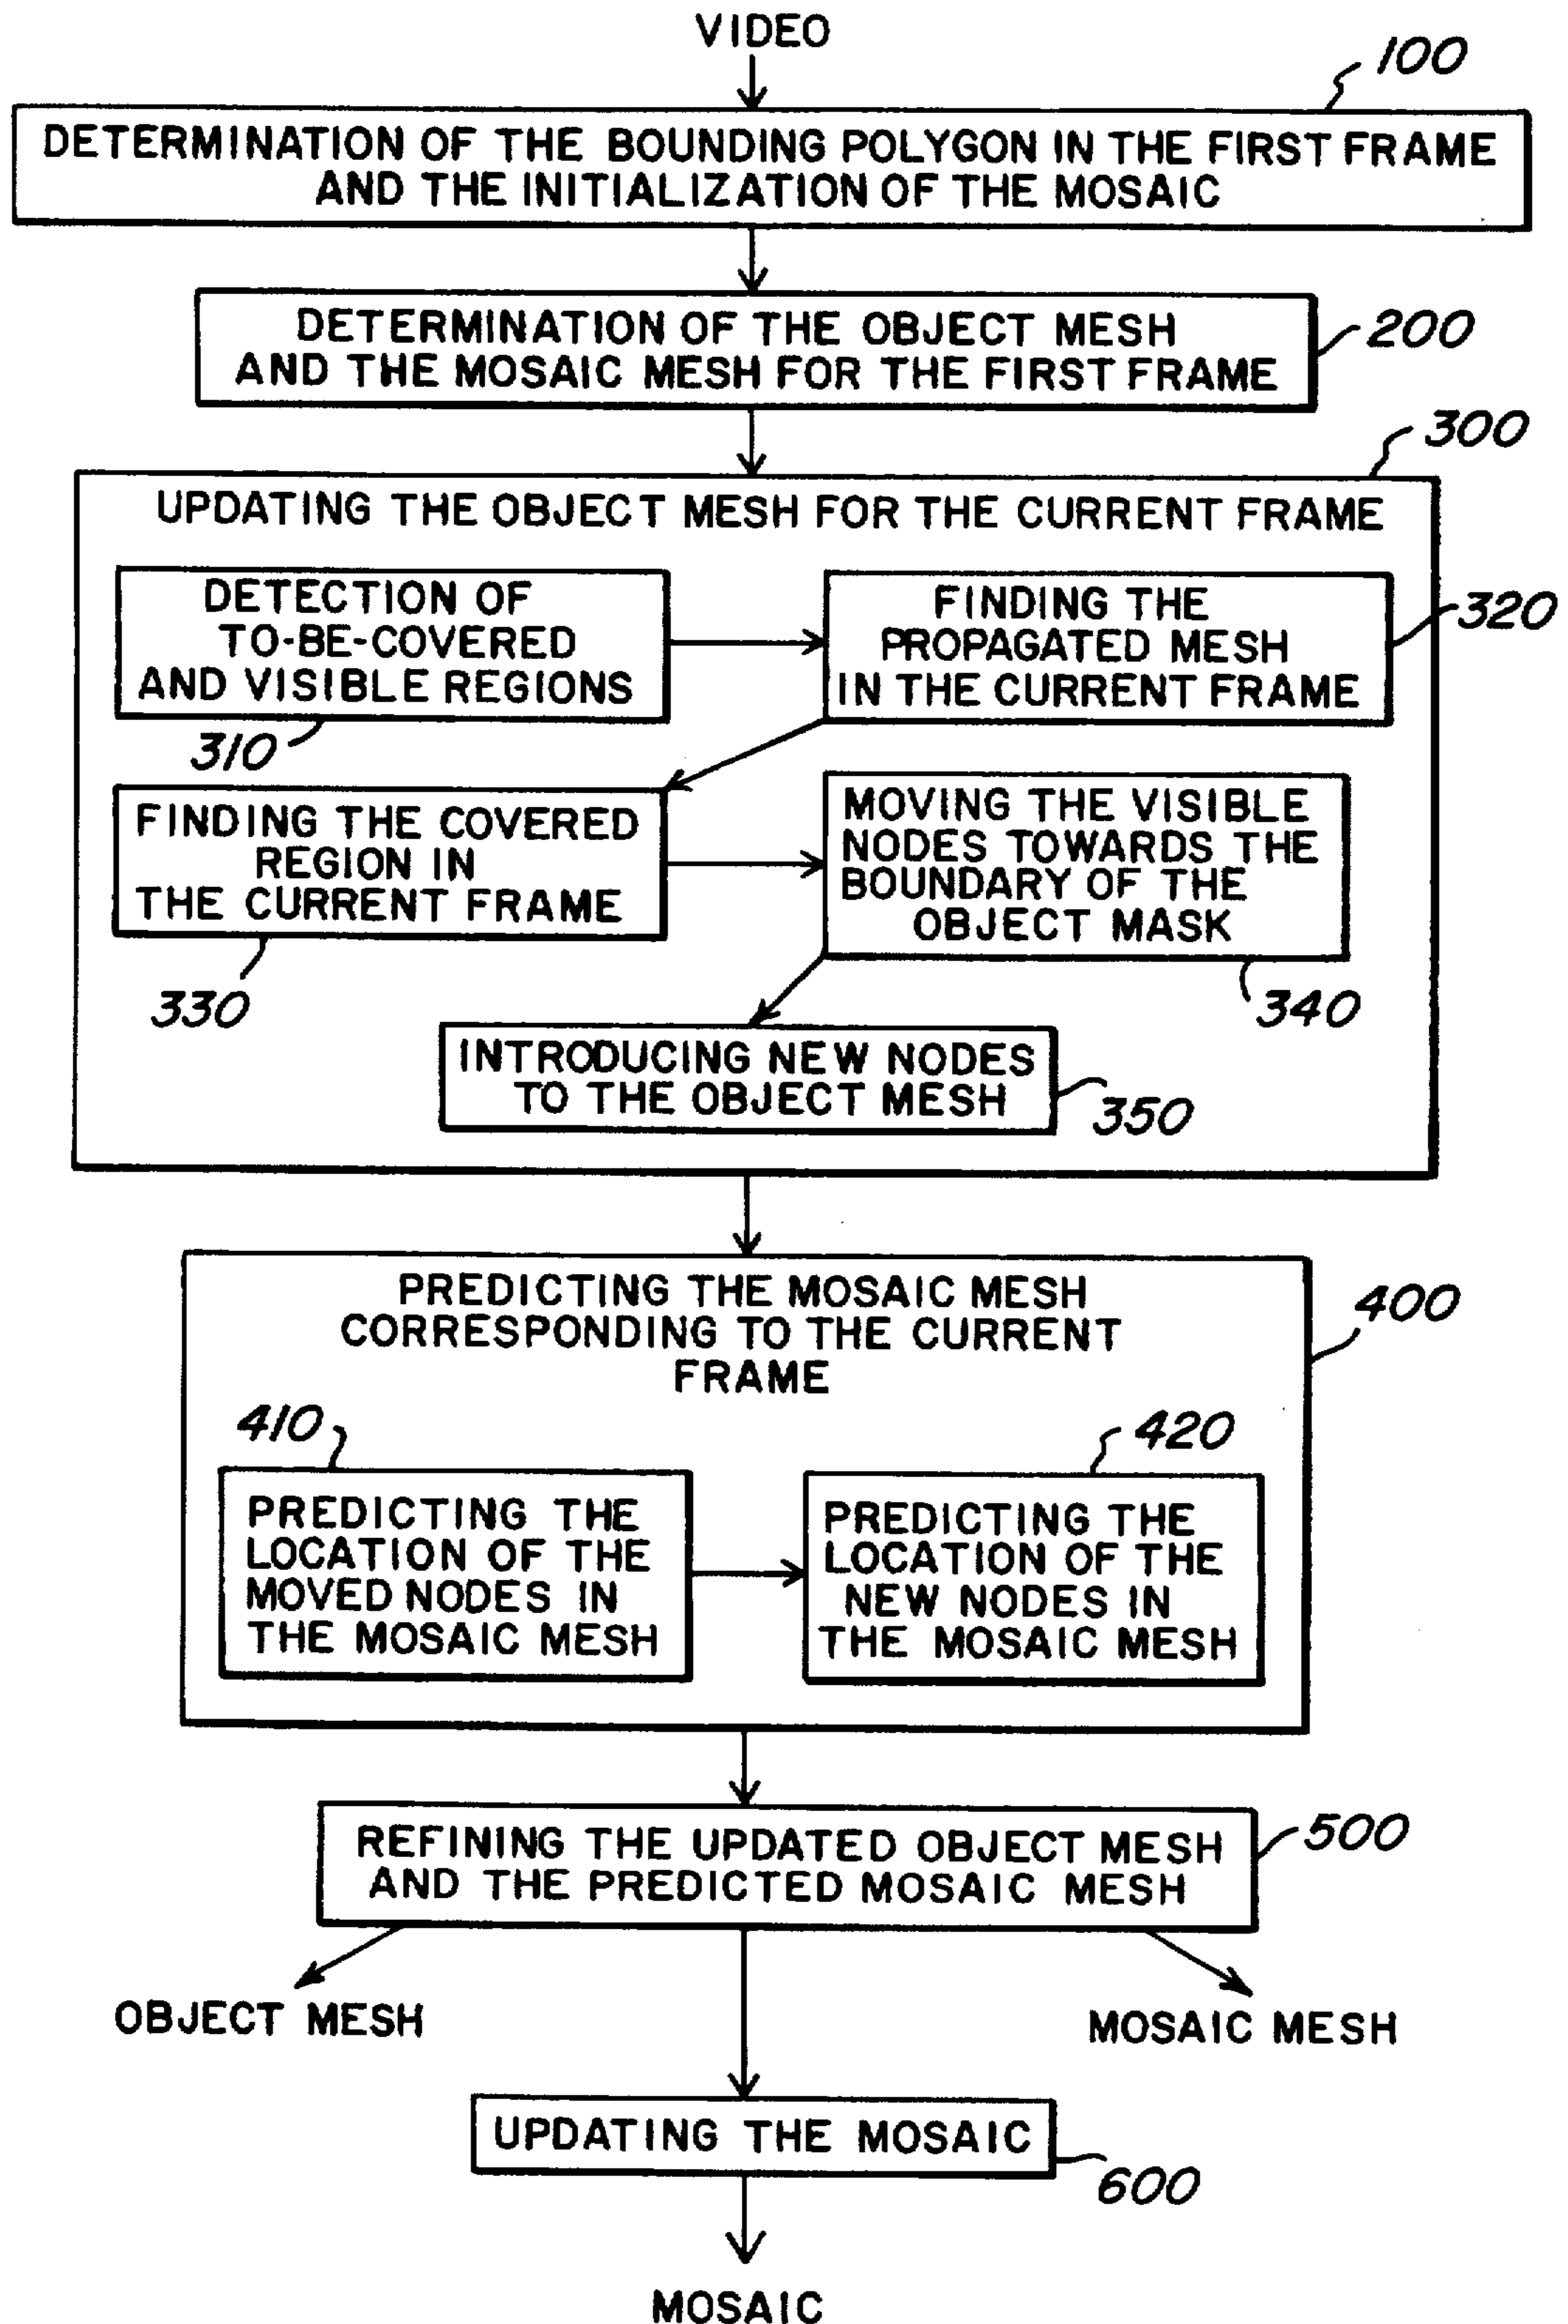 VIDEO
100
DETERMINATION OF THE BOUNDING POLYGON IN THE FIRST FRAME
AND THE INITIALIZATION OF THE MOSAIC
DETERMINATION OF THE OBJECT MESH
AND THE MOSAIC MESH FOR THE FIRST FRAME
200
300
UPDATING THE OBJECT MESH FOR THE CURRENT FRAME
DETECTION OF
TO-BE-COVERED
AND VISIBLE REGIONS
310
FINDING THE
PROPAGATED MESH
IN THE CURRENT FRAME
320
FINDING THE COVERED
REGION IN
THE CURRENT FRAME
330
MOVING THE VISIBLE
NODES TOWARDS THE
BOUNDARY OF THE
OBJECT MASK
340
INTRODUCING NEW NODES
TO THE OBJECT MESH
350
PREDICTING THE MOSAIC MESH
CORRESPONDING TO THE CURRENT
FRAME
400
410
PREDICTING THE
LOCATION OF THE
MOVED NODES IN
THE MOSAIC MESH
420
PREDICTING THE
LOCATION OF THE
NEW NODES IN
THE MOSAIC MESH
REFINING THE UPDATED OBJECT MESH
AND THE PREDICTED MOSAIC MESH
500
OBJECT MESH
MOSAIC MESH
UPDATING THE MOSAIC
600
MOSAIC